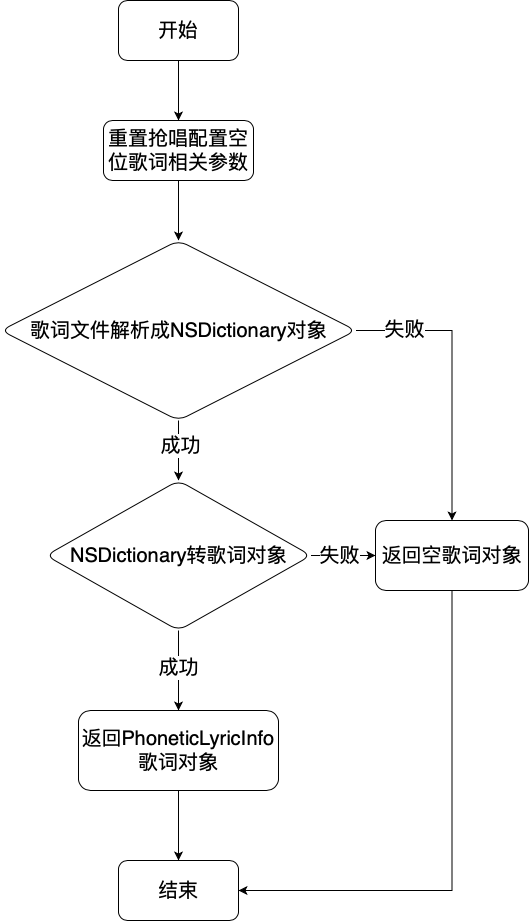 开始
重置抢唱配置空
位歌词相关参数
歌词文件解析成NSDictionary对象
失败
成功
NSDictionary转歌词对象
失败
返回空歌词对象
成功
返回PhoneticLyricInfo
歌词对象
结束